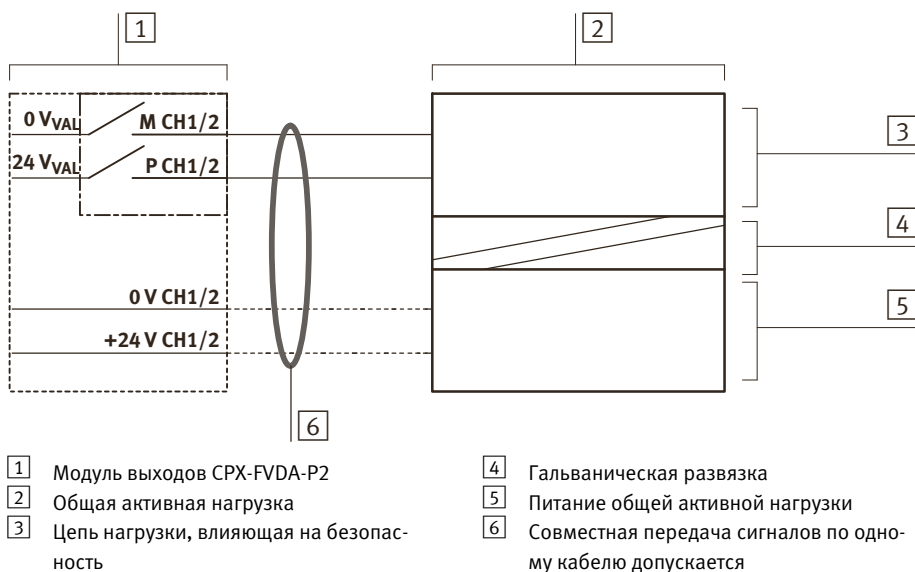 1
2
0 V VAL
M CH1/2
24 V VAL
P CH1/2
3
4
0 V CH1/2
5
+24 V CH1/2
6
1 Модуль выходов CPX-FVDA-P2
2 Общая активная нагрузка
3 Цепь нагрузки, влияющая на безопас-
ность
4 Гальваническая развязка
5 Питание общей активной нагрузки
6 Совместная передача сигналов по одно-
му кабелю допускается